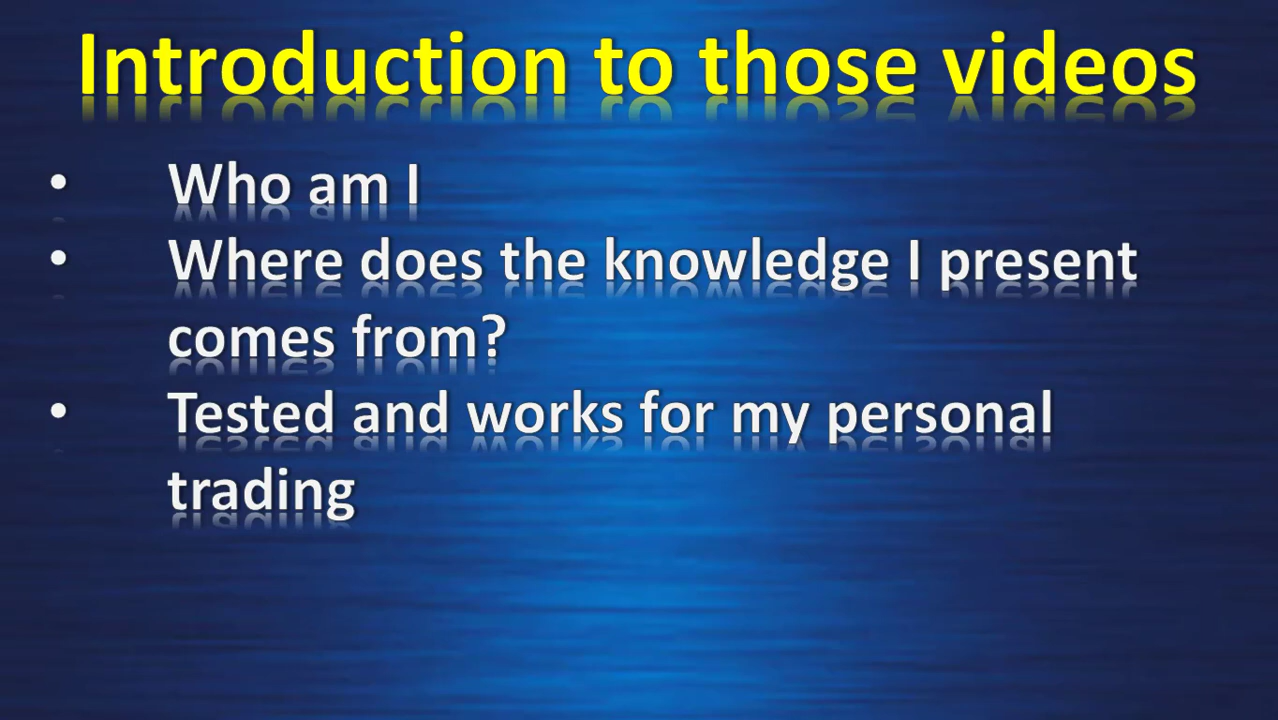 Introduction to those videos
• Who am I
• Where does the knowledge I present
comes from?
• Tested and works for my personal
trading